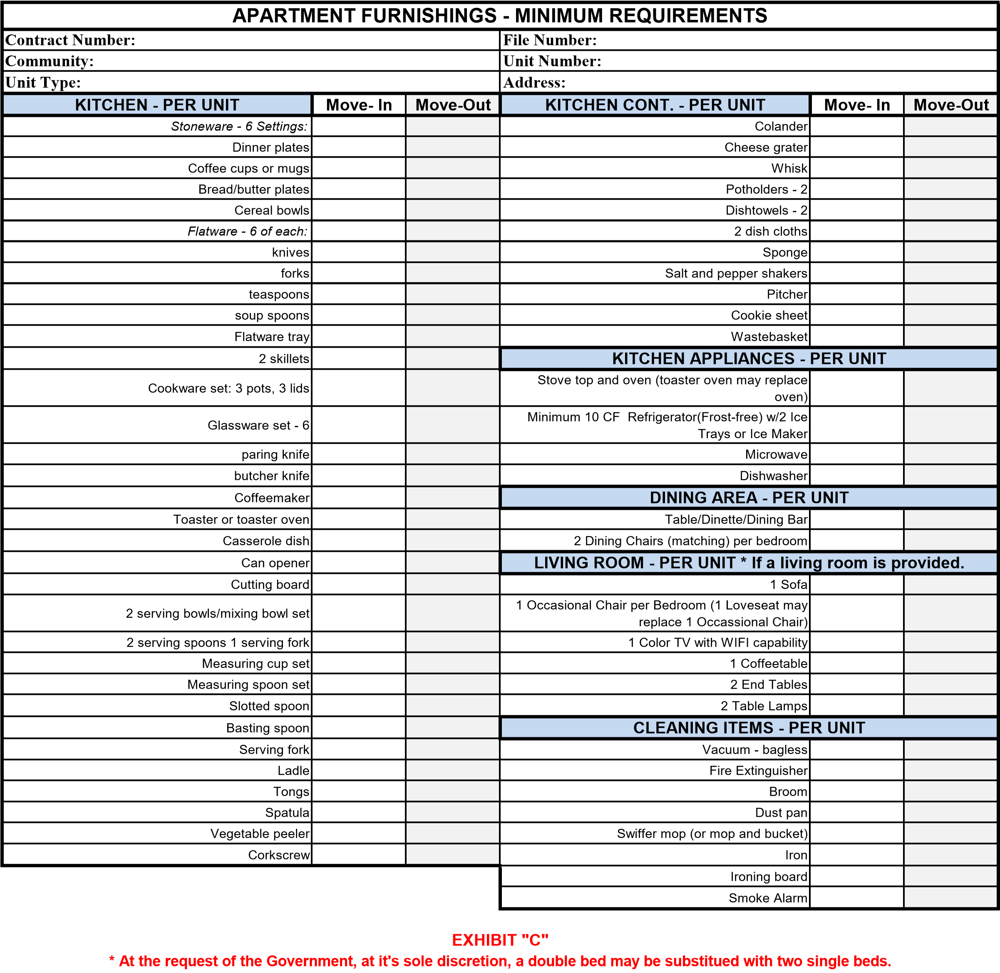 APARTMENT FURNISHINGS - MINIMUM REQUIREMENTS
Contract Number:
File Number:
Community:
Unit Number:
Unit Type:
Address:
KITCHEN - PER UNIT
Move- In
Move-Out
Stoneware - 6 Settings:
Dinner plates
Coffee cups or mugs
Bread/butter plates
Cereal bowls
Flatware - 6 of each:
knives
forks
teaspoons
soup spoons
Flatware tray
2 skillets
Cookware set: 3 pots, 3 lids
Glassware set - 6
paring knife
butcher knife
Coffeemaker
Toaster or toaster oven
Casserole dish
Can opener
Cutting board
2 serving bowls/mixing bowl set
2 serving spoons 1 serving fork
Measuring cup set
Measuring spoon set
Slotted spoon
Basting spoon
Serving fork
Ladle
Tongs
Spatula
Vegetable peeler
Corkscrew
KITCHEN CONT. - PER UNIT
Move- In
Move-Out
Colander
Cheese grater
Whisk
Potholders - 2
Dishtowels - 2
2 dish cloths
Sponge
Salt and pepper shakers
Pitcher
Cookie sheet
Wastebasket
KITCHEN APPLIANCES - PER UNIT
Stove top and oven (toaster oven may replace
oven)
Minimum 10 CF  Refrigerator(Frost-free) w/2 Ice
Trays or Ice Maker
Microwave
Dishwasher
DINING AREA - PER UNIT
Table/Dinette/Dining Bar
2 Dining Chairs (matching) per bedroom
LIVING ROOM - PER UNIT * If a living room is provided.
1 Sofa
1 Occasional Chair per Bedroom (1 Loveseat may
replace 1 Occassional Chair)
1 Color TV with WIFI capability
1 Coffeetable
2 End Tables
2 Table Lamps
CLEANING ITEMS - PER UNIT
Vacuum - bagless
Fire Extinguisher
Broom
Dust pan
Swiffer mop (or mop and bucket)
Iron
Ironing board
Smoke Alarm
EXHIBIT "C"
* At the request of the Government, at it's sole discretion, a double bed may be substitued with two single beds.